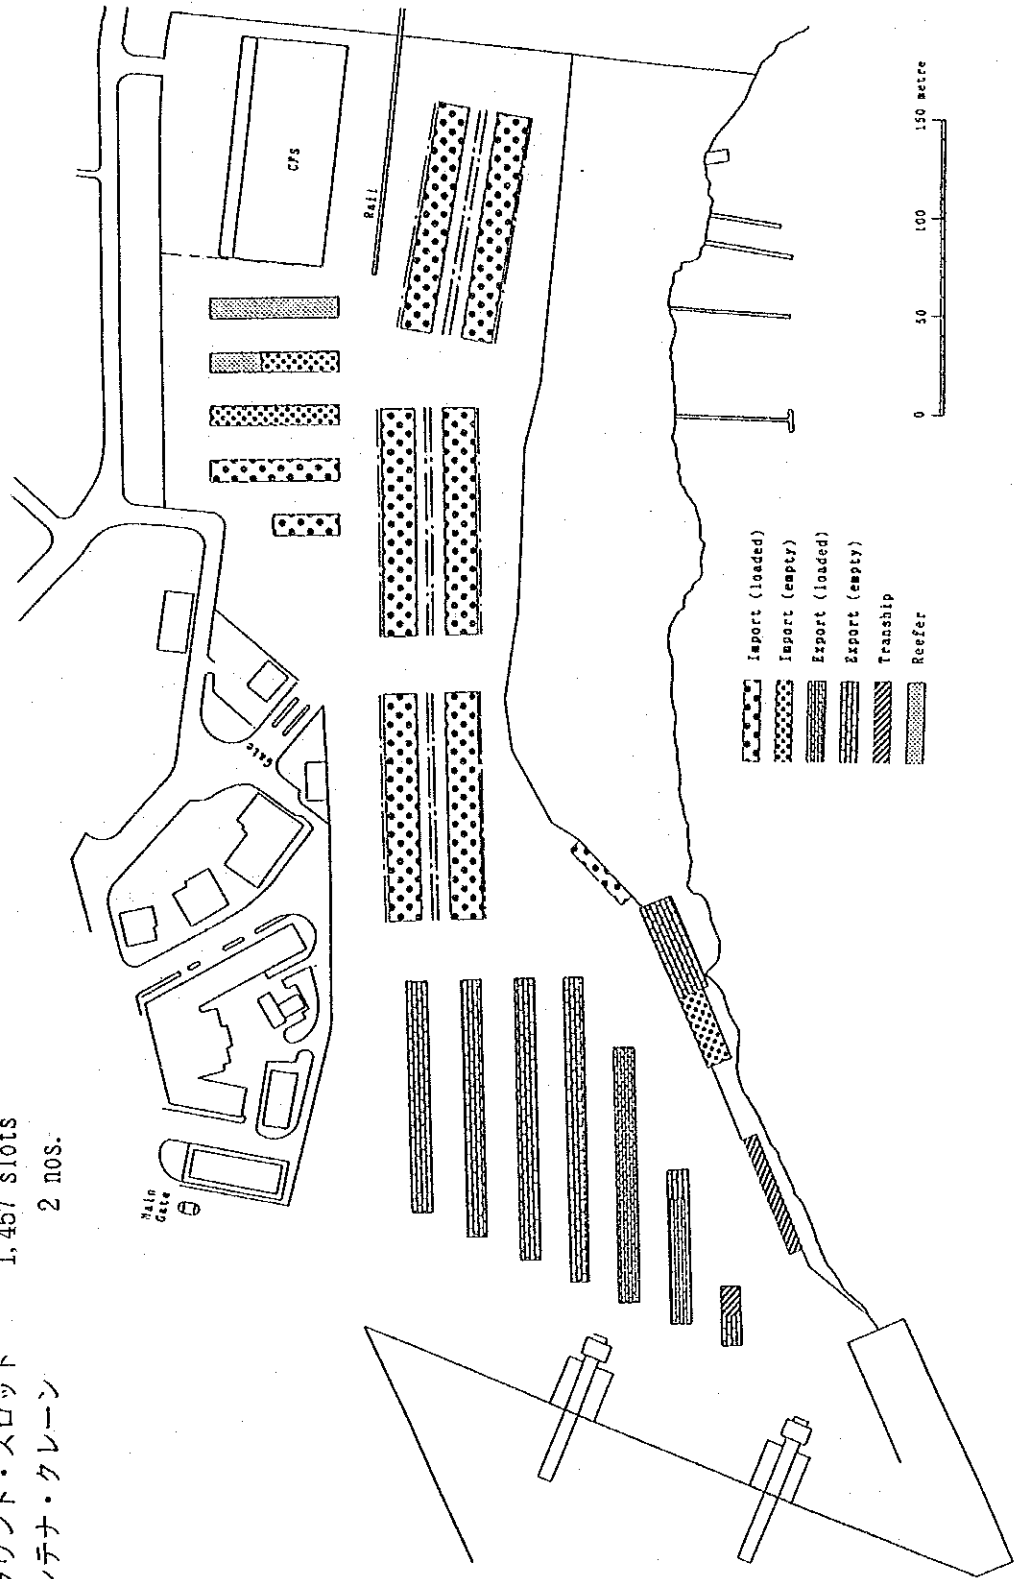 ラウンド・スロット 1,457 slots
ンテナ・クレーン 2 nos.
Main
Gate
Gate
CFS
Rail
Import (loaded)
Import (empty)
Export (loaded)
Export (empty)
Tranship
Reefer
0 50 100 150 metre